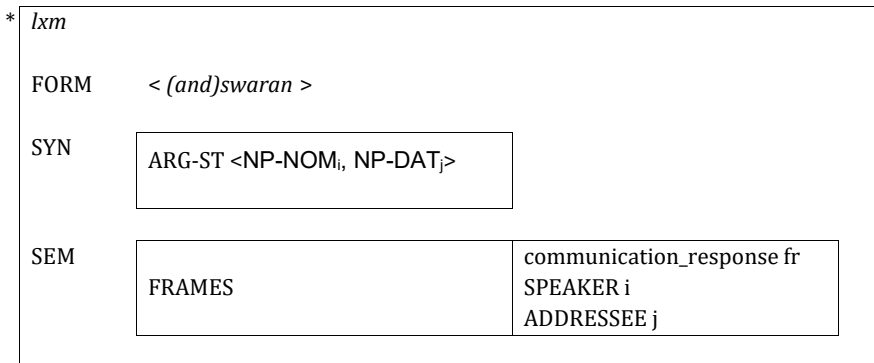 * lxm
FORM < (and)swaran >
SYN ARG-ST <NP-NOMi, NP-DATj>
SEM
communication_response fr
FRAMES SPEAKER i
ADDRESSEE j